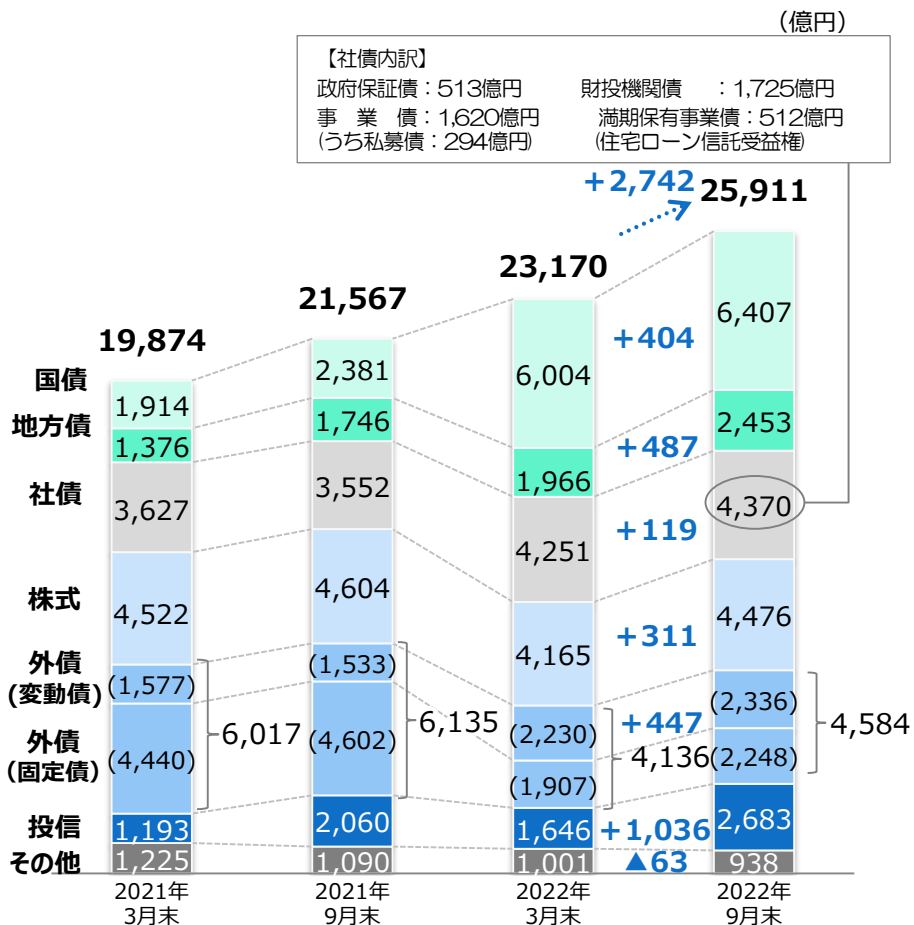 (億円)
【社債内訳】
政府保証債：513億円 財投機関債 ：1,725億円
事 業 債：1,620億円 満期保有事業債：512億円
(うち私募債：294億円) (住宅ローン信託受益権)
+2,742
25,911
23,170
21,567
19,874
国債
1,914
2,381
6,004
+404
6,407
地方債
1,376
1,746
1,966
+487
2,453
社債
3,627
3,552
4,251
+119
4,370
株式
4,522
4,604
4,165
+311
4,476
外債
(変動債)
(1,577)
(1,533)
(2,230)
(2,336)
6,017
6,135
+447
4,136
4,584
外債
(固定債)
(4,440)
(4,602)
(1,907)
(2,248)
投信
1,193
2,060
1,646
+1,036
2,683
その他
1,225
1,090
1,001
▲63
938
2021年
3月末
2021年
9月末
2022年
3月末
2022年
9月末